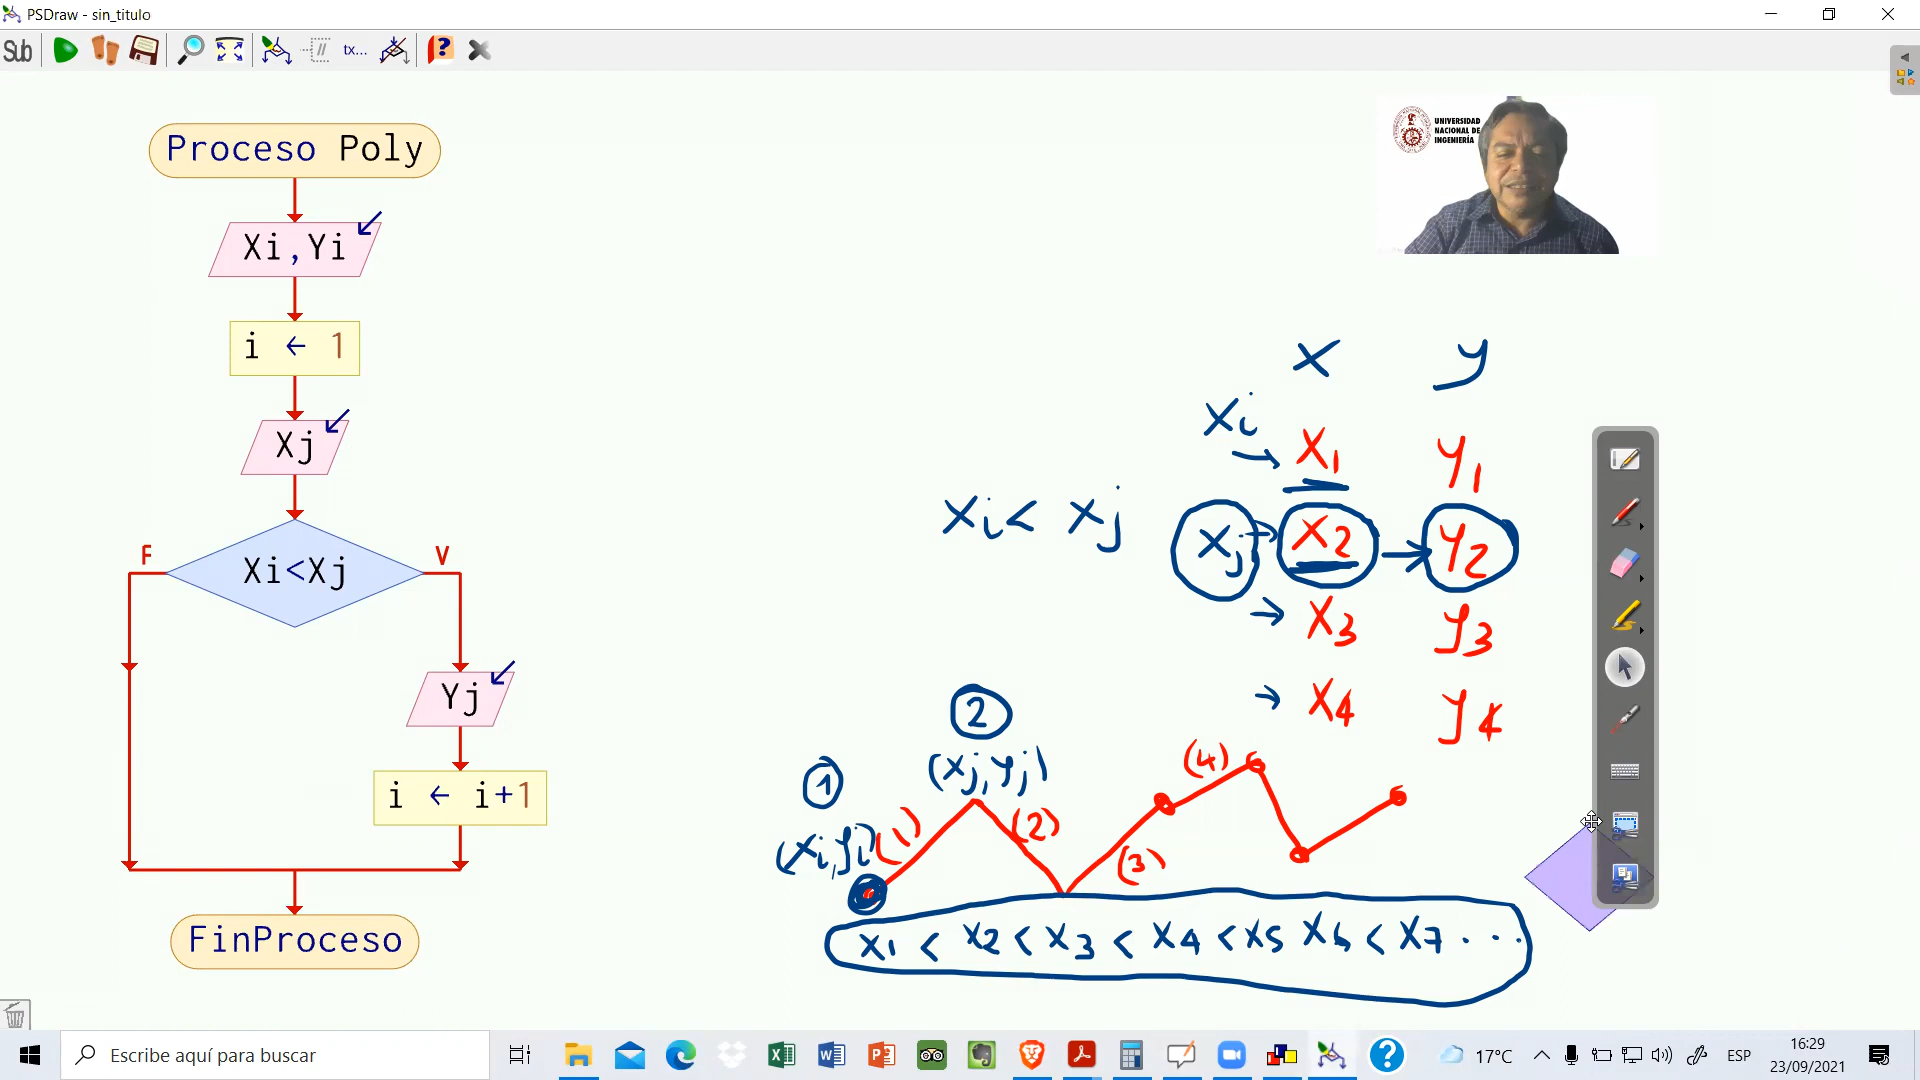 PSDraw - sin_titulo
Sub
tx...
Proceso Poly
Xi,Yi
i ← 1
Xj
F
V
Xi<Xj
Yj
i ← i+1
FinProceso
UNIVERSIDAD
NACIONAL DE
INGENIERÍA
x y
xi
→ x1 y1
xi < xj
xj → x2 → y2
→ x3 y3
→ x4 y4
2
1
(xj,yj)
(xi,yi)
(1)
(2)
(3)
(4)
x1 < x2 < x3 < x4 < x5 x6 < x7 ...
Escribe aquí para buscar
17°C
ESP
16:29
23/09/2021